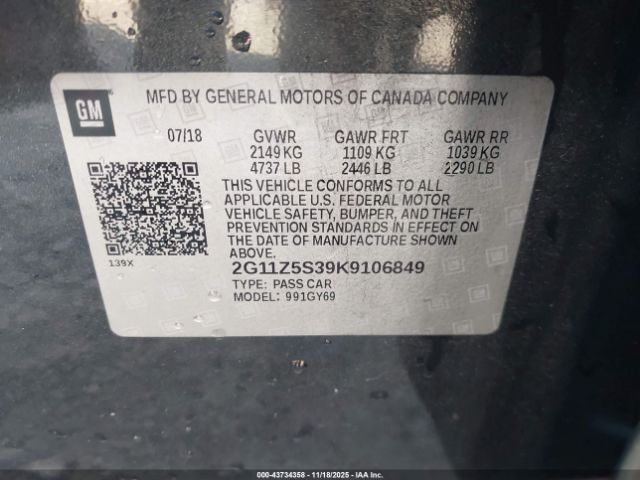 GM
MFD BY GENERAL MOTORS OF CANADA COMPANY
07/18 GVWR GAWR FRT GAWR RR
2149 KG 1109 KG 1039 KG
4737 LB 2446 LB 2290 LB
THIS VEHICLE CONFORMS TO ALL
APPLICABLE U.S. FEDERAL MOTOR
VEHICLE SAFETY, BUMPER, AND THEFT
PREVENTION STANDARDS IN EFFECT ON
THE DATE OF MANUFACTURE SHOWN
ABOVE.
139X
2G11Z5S39K9106849
TYPE: PASS CAR
MODEL: 991GY69
IAA - 43734358 - 11/18/2025 - IAA Inc.